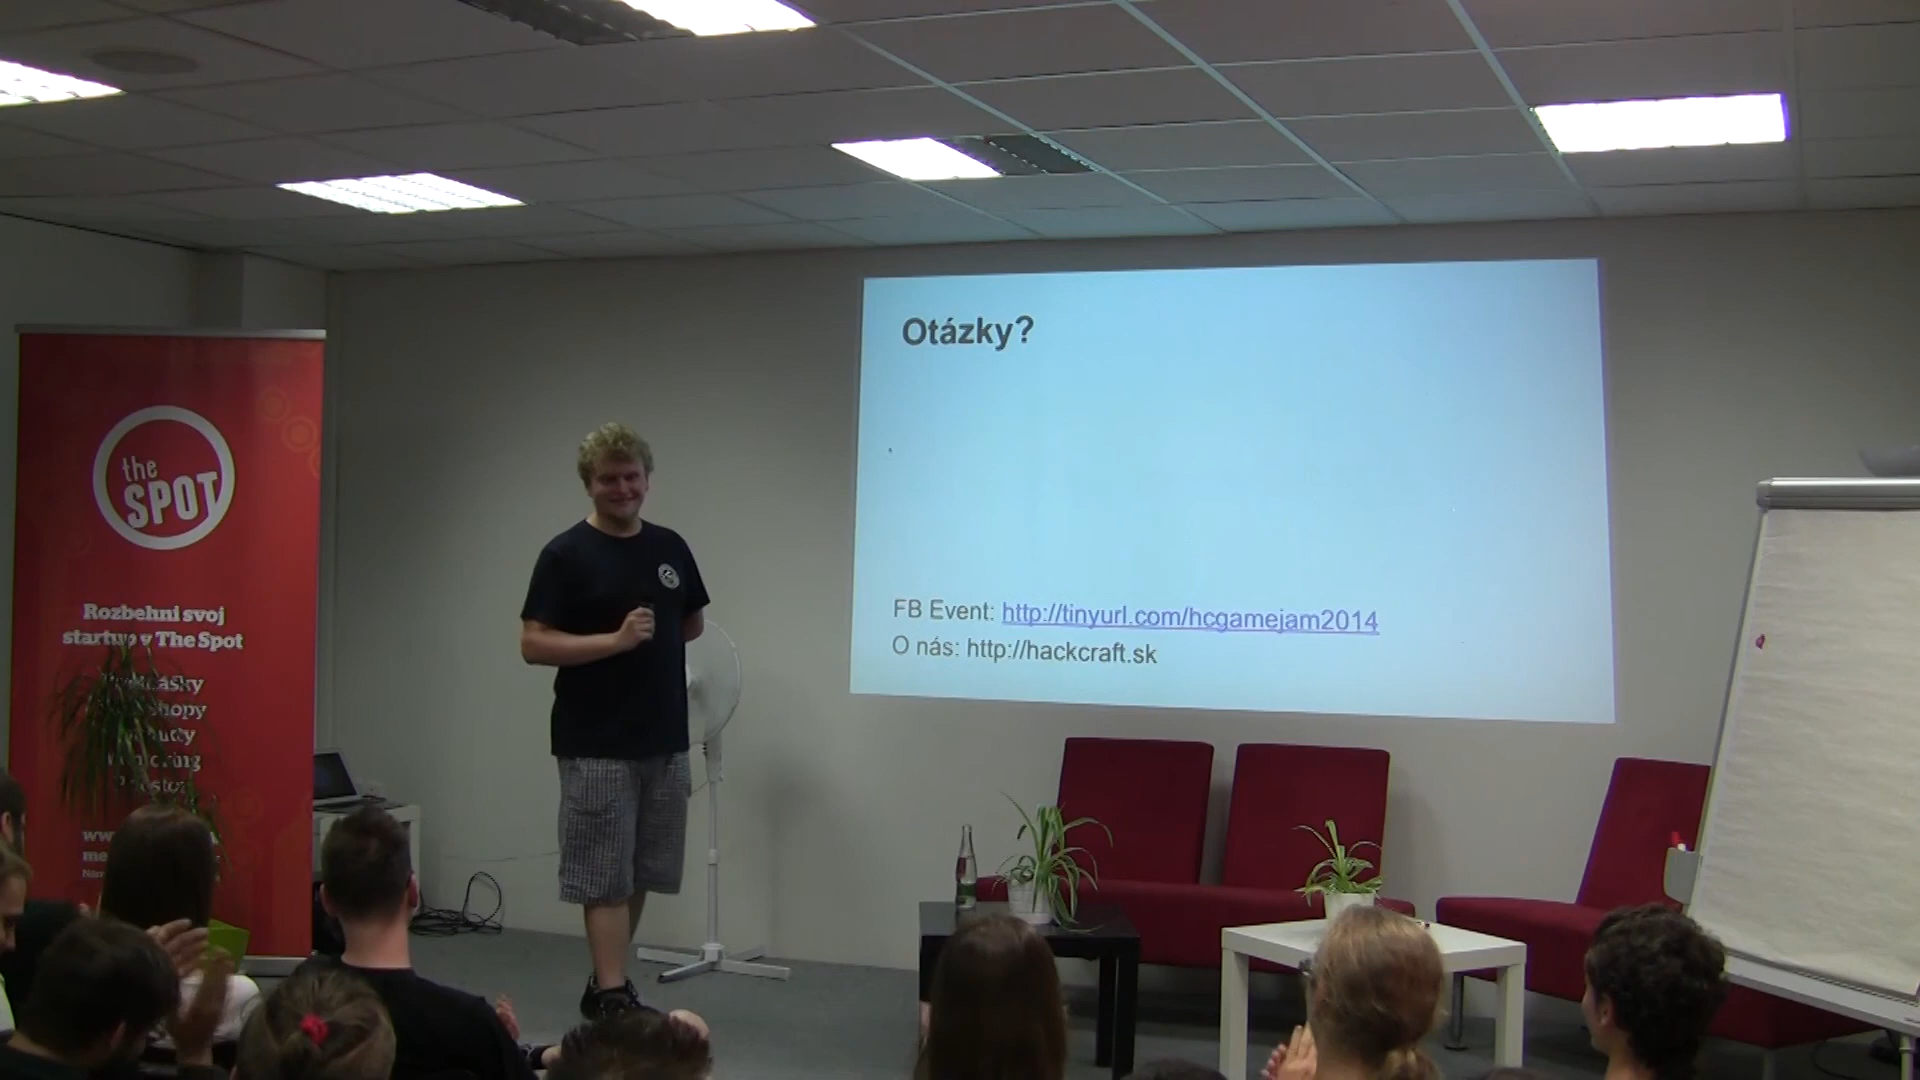 the
SPOT
Rozbehni svoj
startup v The Spot
Otázky?
FB Event: http://tinyurl.com/hcgamejam2014
O nás: http://hackcraft.sk